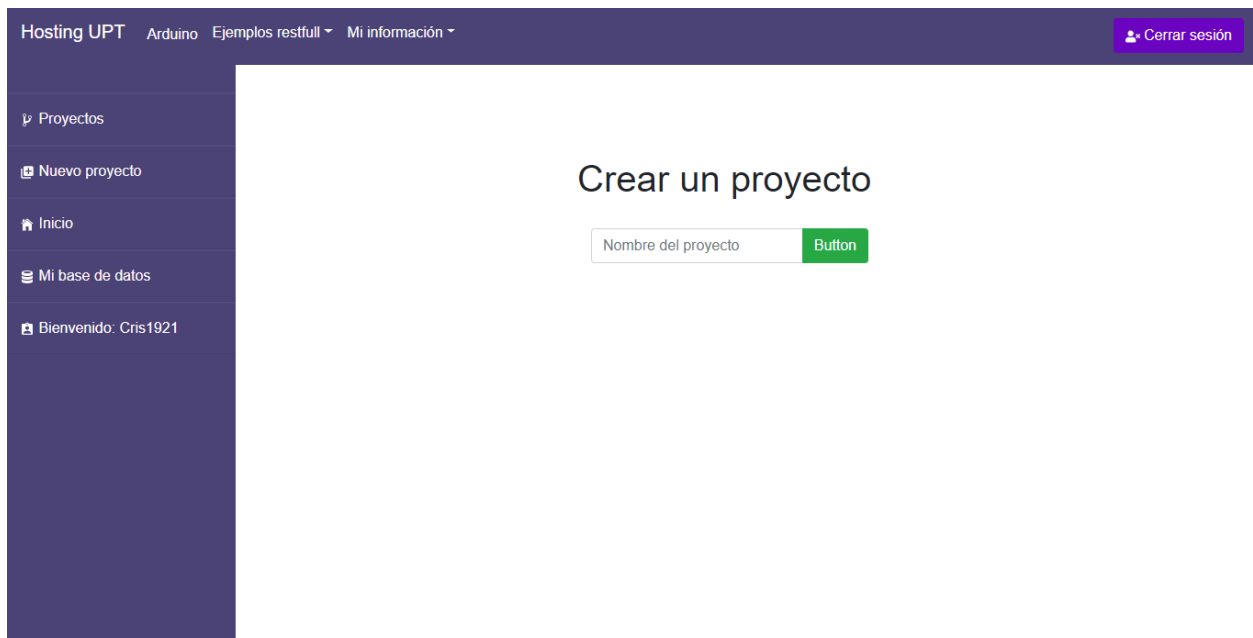 Hosting UPT Arduino Ejemplos restfull Mi información Cerrar sesión
Proyectos
Nuevo proyecto
Inicio
Mi base de datos
Bienvenido: Cris1921
Crear un proyecto
Nombre del proyecto Button